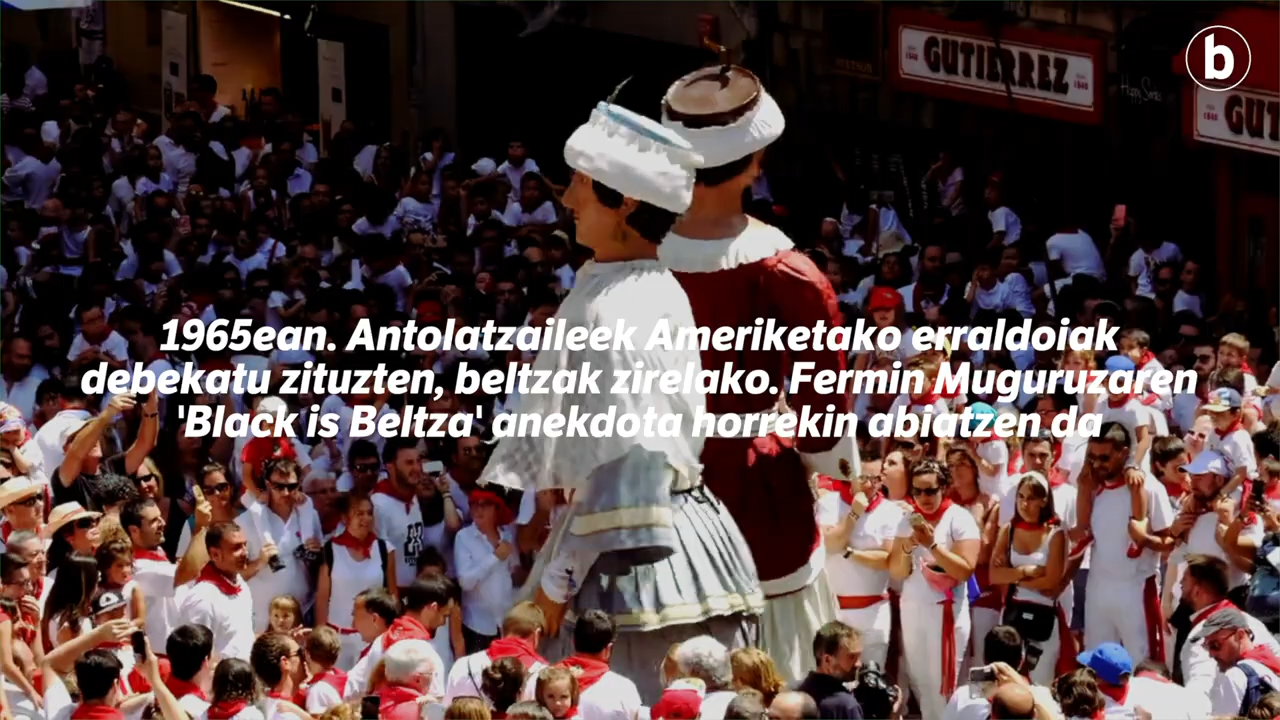 b
GUTIERREZ
GUT
1965ean. Antolatzaileek Ameriketako erraldoiak
debekatu zituzten, beltzak zirelako. Fermin Muguruzaren
'Black is Beltza' anekdota horrekin abiatzen da